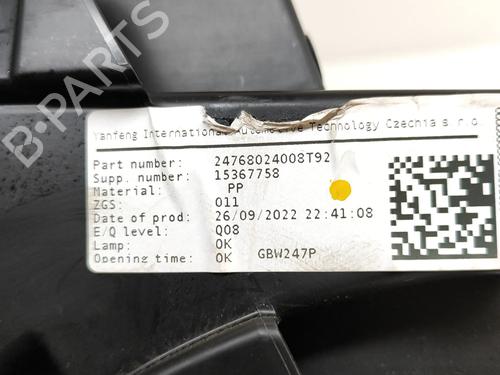 B-PARTS
Yanfeng International Automotive Technology Czechia s.r.o.
Part number: 24768024008T92
Supp. number: 15367758
Material: PP
ZGS: 011
Date of prod: 26/09/2022 22:41:08
E/Q level: Q08
Lamp: OK
Opening time: OK GBW247P